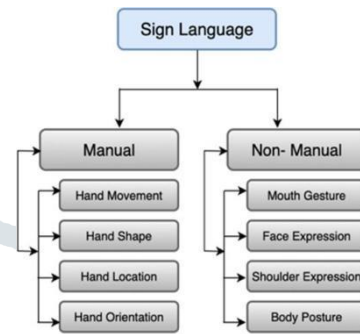 Sign Language
Manual
Non- Manual
Hand Movement
Mouth Gesture
Hand Shape
Face Expression
Hand Location
Shoulder Expression
Hand Orientation
Body Posture